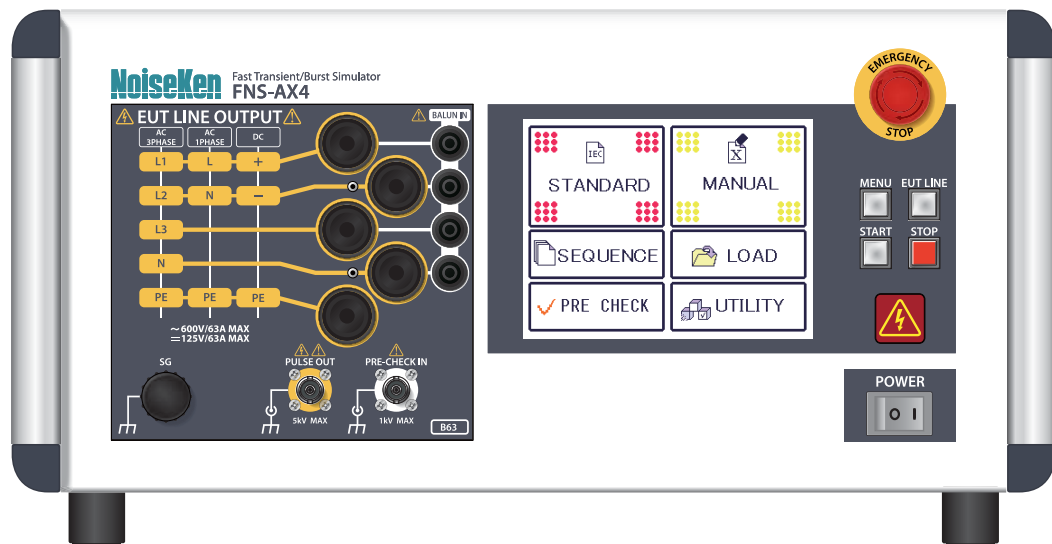 NoiseKen
Fast Transient/Burst Simulator
FNS-AX4
EUT LINE OUTPUT
BALUN IN
AC
3PHASE
AC
1PHASE
DC
L1 L +
L2 N −
L3
N
PE PE PE
～600V/63A MAX
⎓125V/63A MAX
SG
PULSE OUT
PRE-CHECK IN
5kV MAX
1kV MAX
B63
IEC
STANDARD
X
MANUAL
SEQUENCE
LOAD
PRE CHECK
UTILITY
EMERGENCY
STOP
MENU EUT LINE
START STOP
POWER
O I